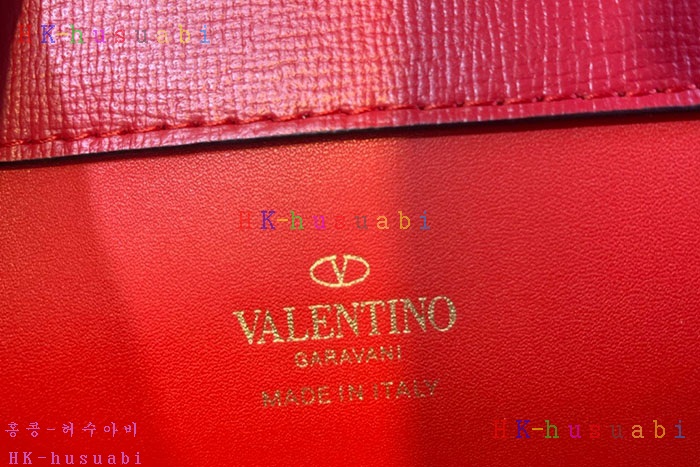 HK-husuabi
HK-husuabi
V
VALENTINO
GARAVANI
MADE IN ITALY
홍콩-허수아비
HK-husuabi
HK-husuabi